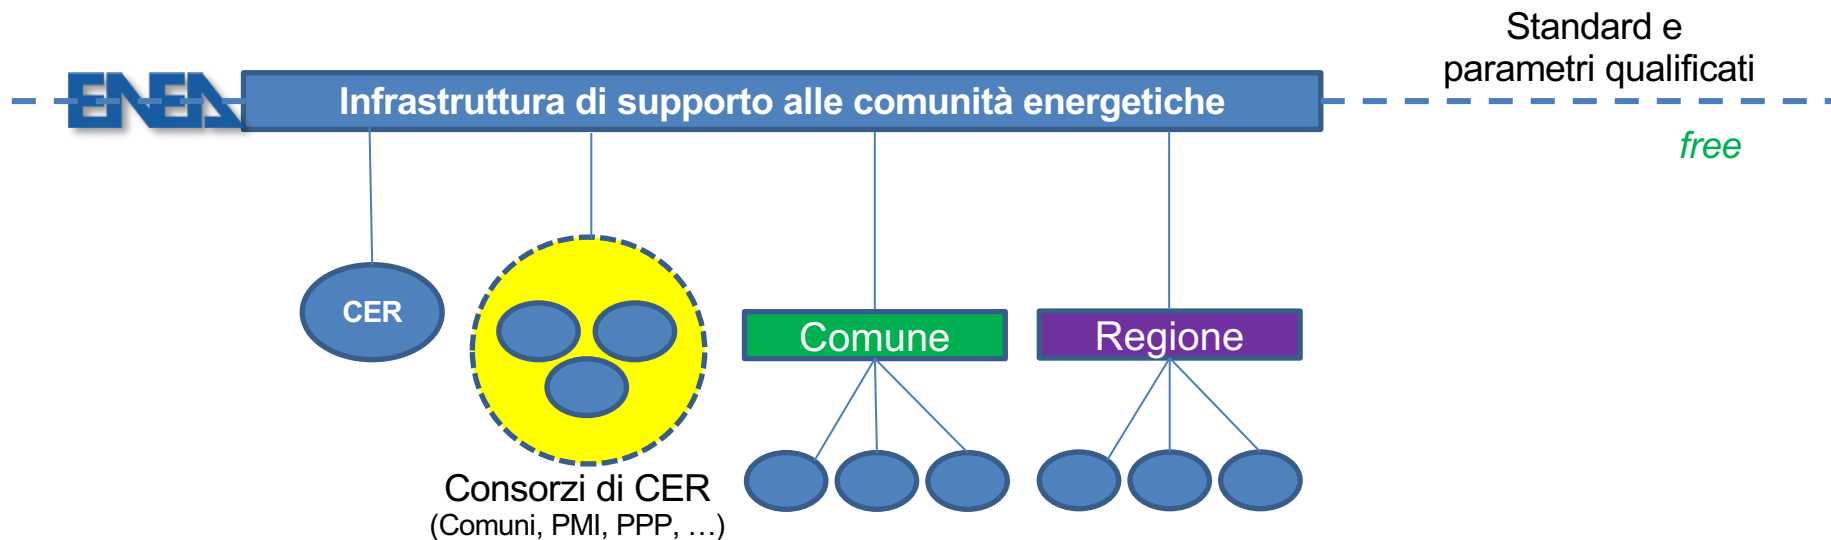 Standard e
parametri qualificati
ENEA
Infrastruttura di supporto alle comunità energetiche
free
CER
Comune
Regione
Consorzi di CER
(Comuni, PMI, PPP, …)